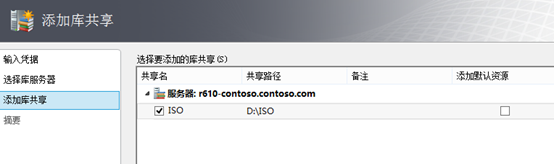 添加库共享
输入凭据
选择库服务器
添加库共享
摘要
选择要添加的库共享(S)
共享名 共享路径 备注 添加默认资源
服务器: r610-contoso.contoso.com
ISO D:\ISO